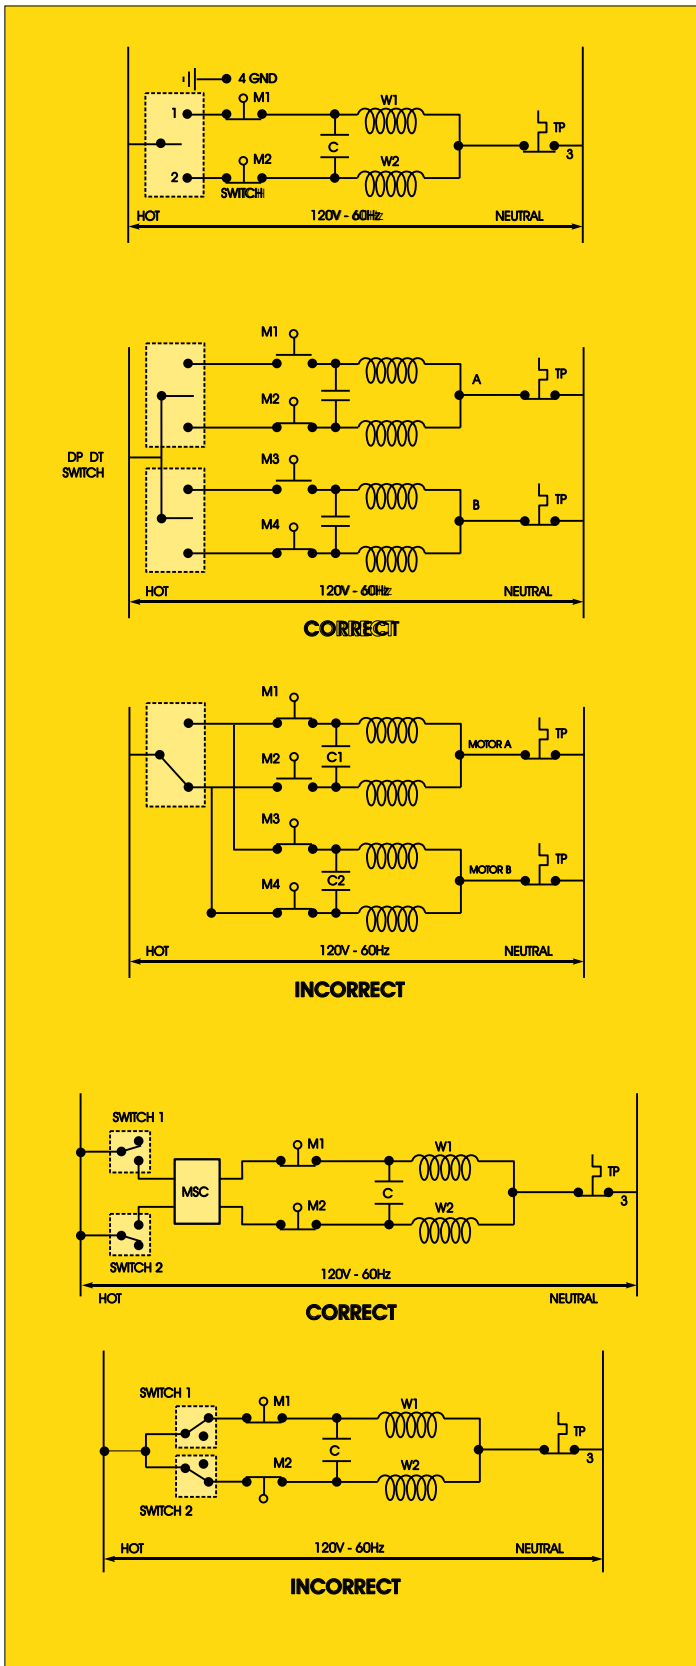 4 GND
M1
W1
1
TP
C
3
M2
W2
2
SWITCH
HOT
120V - 60Hz
NEUTRAL
M1
A
TP
M2
DP DT
SWITCH
M3
B
TP
M4
HOT
120V - 60Hz
NEUTRAL
CORRECT
M1
MOTOR A
TP
M2
C1
M3
MOTOR B
TP
M4
C2
HOT
120V - 60Hz
NEUTRAL
INCORRECT
SWITCH 1
M1
W1
TP
MSC
C
3
M2
W2
SWITCH 2
120V - 60Hz
HOT
NEUTRAL
CORRECT
SWITCH 1
M1
W1
TP
C
3
M2
W2
SWITCH 2
HOT
120V - 60Hz
NEUTRAL
INCORRECT